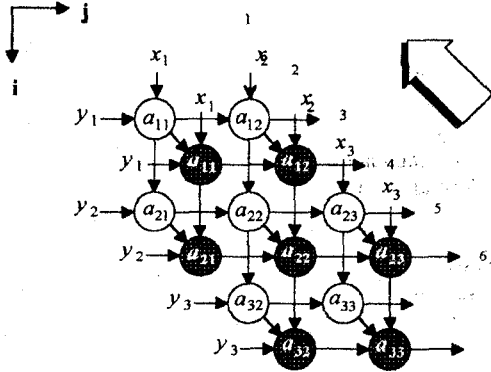 j
1
i
x₁ x₂ 2
x₁ x₂ 3
y₁ a₁₁ a₁₂
x₃
y₁ a₁₁ a₁₂ 4
x₃
y₂ a₂₁ a₂₂ a₂₃ 5
y₂ a₂₁ a₂₂ a₂₃ 6
y₃ a₃₂ a₃₃
y₃ a₃₂ a₃₃